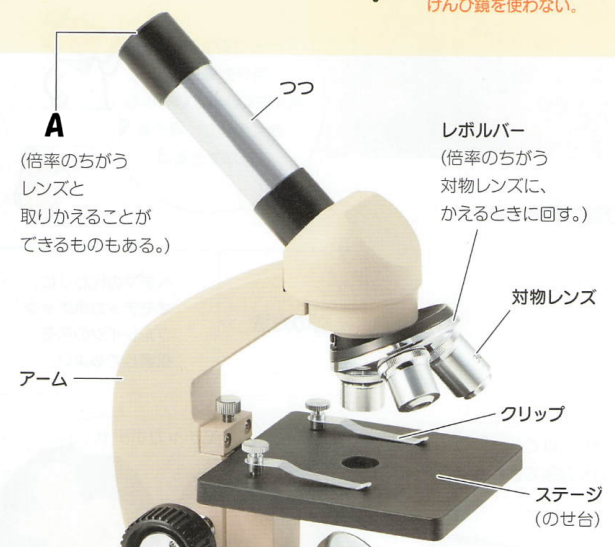 けんび鏡を使わない。
つつ
A
(倍率のちがう
レンズと
取りかえることが
できるものもある。)
レボルバー
(倍率のちがう
対物レンズに、
かえるときに回す。)
対物レンズ
アーム
クリップ
ステージ
(のせ台)